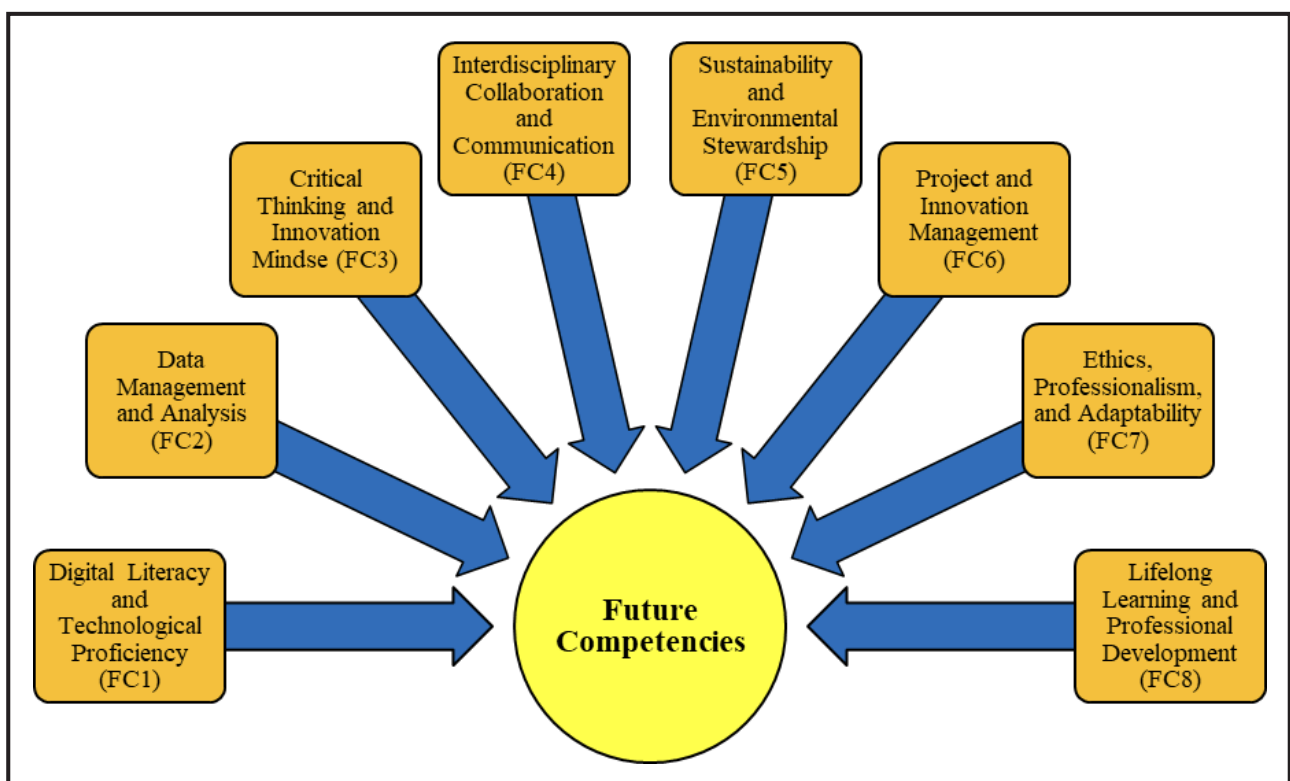 Digital Literacy
and
Technological
Proficiency
(FC1)
Data
Management
and Analysis
(FC2)
Critical
Thinking and
Innovation
Mindse (FC3)
Interdisciplinary
Collaboration
and
Communication
(FC4)
Sustainability
and
Environmental
Stewardship
(FC5)
Project and
Innovation
Management
(FC6)
Ethics,
Professionalism,
and Adaptability
(FC7)
Lifelong
Learning and
Professional
Development
(FC8)
Future
Competencies